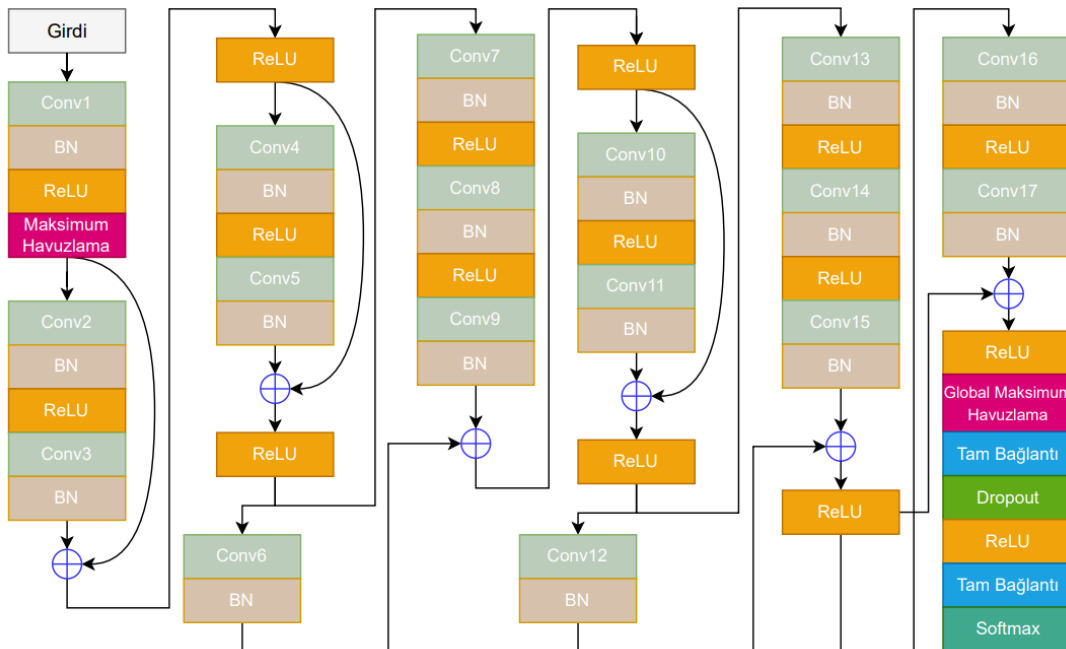 Girdi
Conv1
BN
ReLU
Maksimum
Havuzlama
Conv2
BN
ReLU
Conv3
BN
ReLU
Conv4
BN
ReLU
Conv5
BN
ReLU
Conv6
BN
Conv7
BN
ReLU
Conv8
BN
ReLU
Conv9
BN
ReLU
Conv10
BN
ReLU
Conv11
BN
ReLU
Conv12
BN
Conv13
BN
ReLU
Conv14
BN
ReLU
Conv15
BN
ReLU
Conv16
BN
ReLU
Conv17
BN
ReLU
Global Maksimum
Havuzlama
Tam Bağlantı
Dropout
ReLU
Tam Bağlantı
Softmax